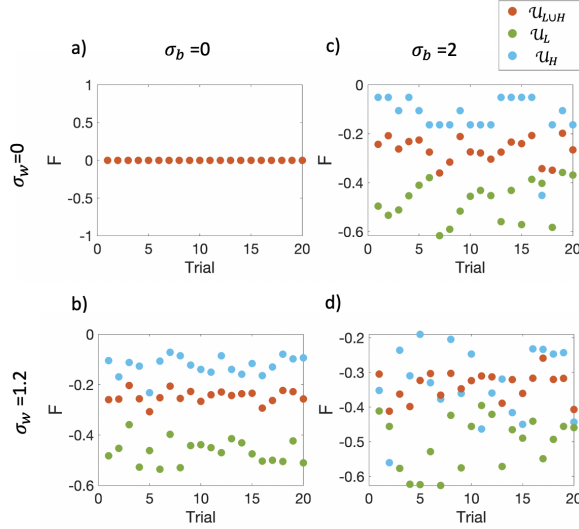 𝒰_{L∪H}
𝒰_L
𝒰_H
σ_b =0
σ_b =2
a)
c)
σ_w=0
1
0.5
0
-0.5
-1
F
0
5
10
15
20
Trial
0
-0.2
-0.4
-0.6
F
0
5
10
15
20
Trial
b)
d)
σ_w=1.2
0
-0.2
-0.4
-0.6
F
0
5
10
15
20
Trial
-0.2
-0.3
-0.4
-0.5
-0.6
F
0
5
10
15
20
Trial